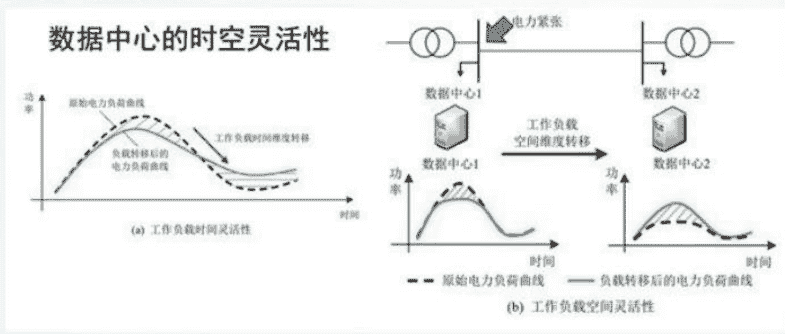 数据中心的时空灵活性
功率
原始电力负荷曲线
工作负载时间维度转移
负载转移后的
电力负荷曲线
时间
(a) 工作负载时间灵活性
电力紧张
数据中心1
数据中心2
工作负载
空间维度转移
数据中心1
数据中心2
功率
功率
时间
时间
原始电力负荷曲线
负载转移后的电力负荷曲线
(b) 工作负载空间灵活性